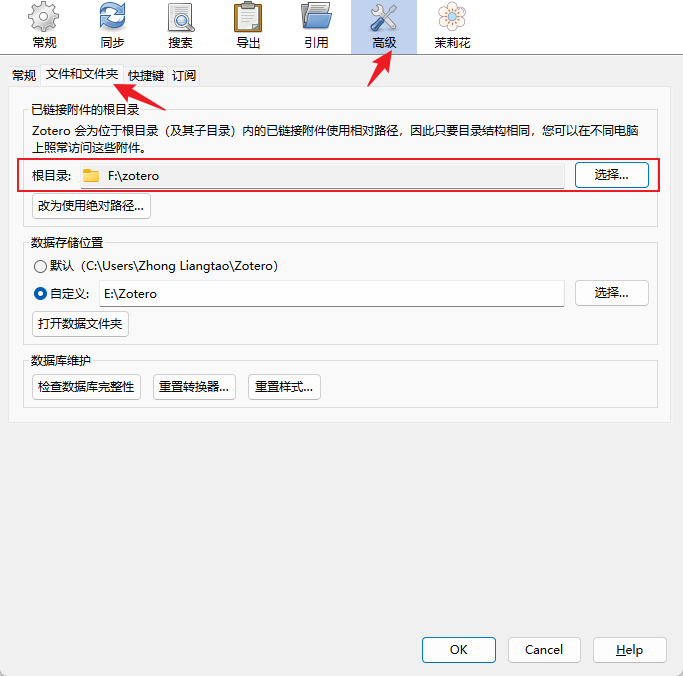 常规 同步 搜索 导出 引用 高级 茉莉花
常规 文件和文件夹 快捷键 订阅
已链接附件的根目录
Zotero 会为位于根目录（及其子目录）内的已链接附件使用相对路径，因此只要目录结构相同，您可以在不同电脑
上照常访问这些附件。
根目录: F:\zotero 选择...
改为使用绝对路径...
数据存储位置
默认（C:\Users\Zhong Liangtao\Zotero）
自定义: E:\Zotero 选择...
打开数据文件夹
数据库维护
检查数据库完整性 重置转换器... 重置样式...
OK Cancel Help